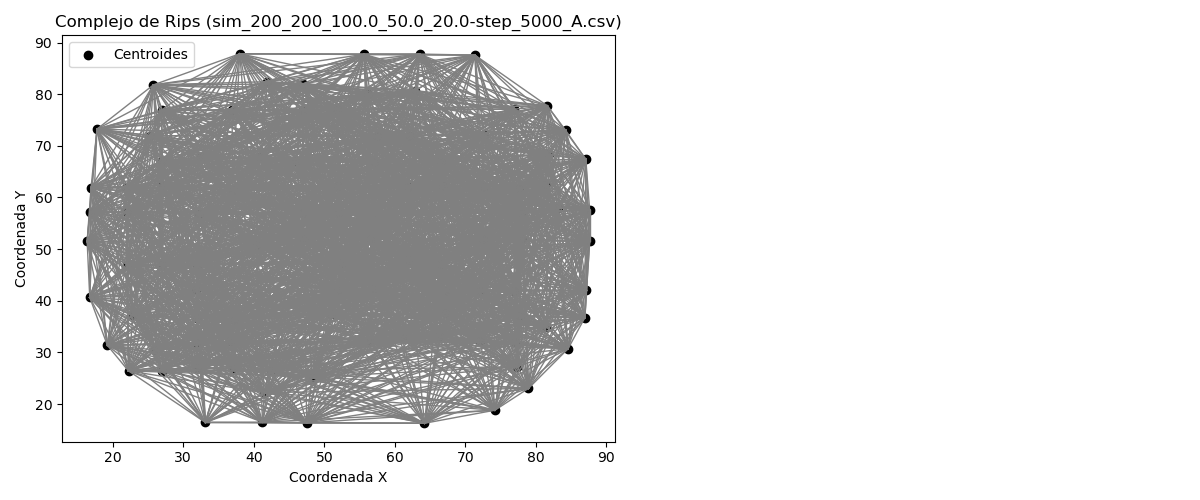 Complejo de Rips (sim_200_200_100.0_50.0_20.0-step_5000_A.csv)
Centroides
90
80
70
60
50
40
30
20
Coordenada Y
20 30 40 50 60 70 80 90
Coordenada X